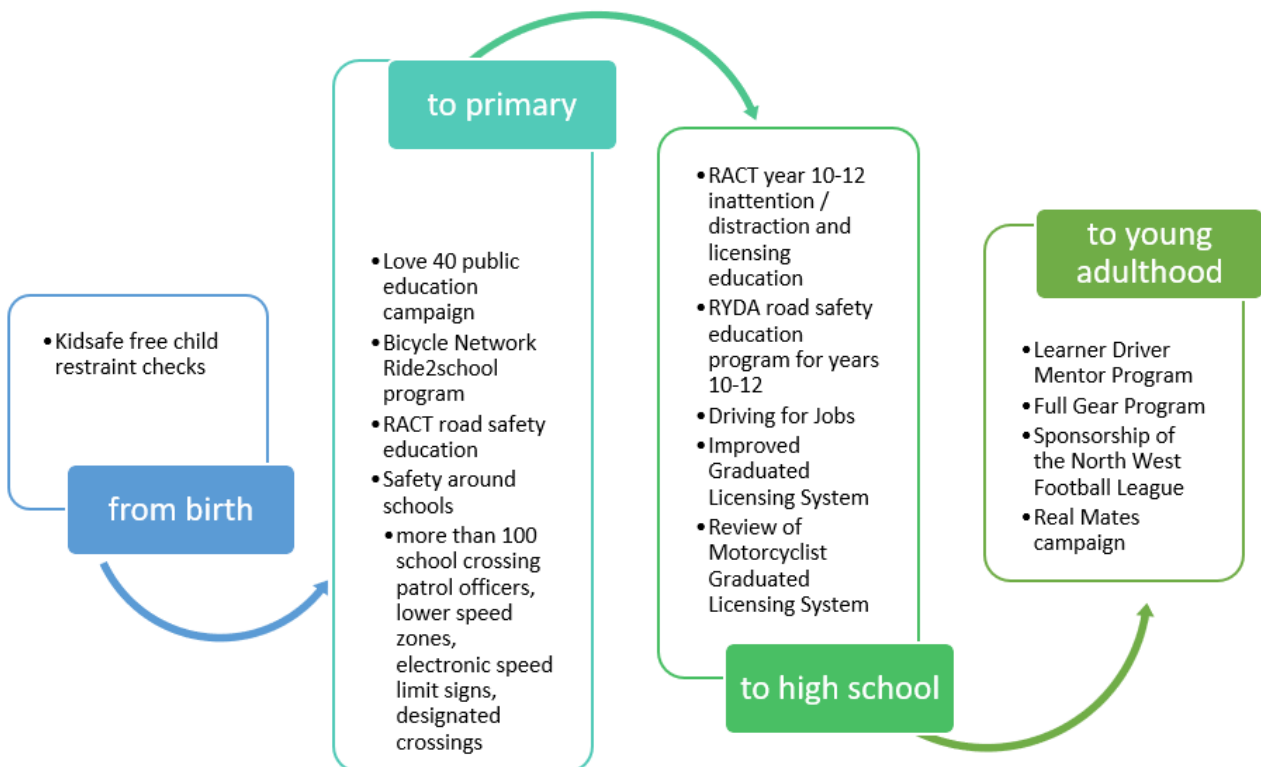 from birth
•Kidsafe free child
restraint checks
to primary
•Love 40 public
education
campaign
•Bicycle Network
Ride2school
program
•RACT road safety
education
•Safety around
schools
•more than 100
school crossing
patrol officers,
lower speed
zones,
electronic speed
limit signs,
designated
crossings
to high school
•RACT year 10-12
inattention /
distraction and
licensing
education
•RYDA road safety
education
program for years
10-12
•Driving for Jobs
•Improved
Graduated
Licensing System
•Review of
Motorcyclist
Graduated
Licensing System
to young
adulthood
•Learner Driver
Mentor Program
•Full Gear Program
•Sponsorship of
the North West
Football League
•Real Mates
campaign